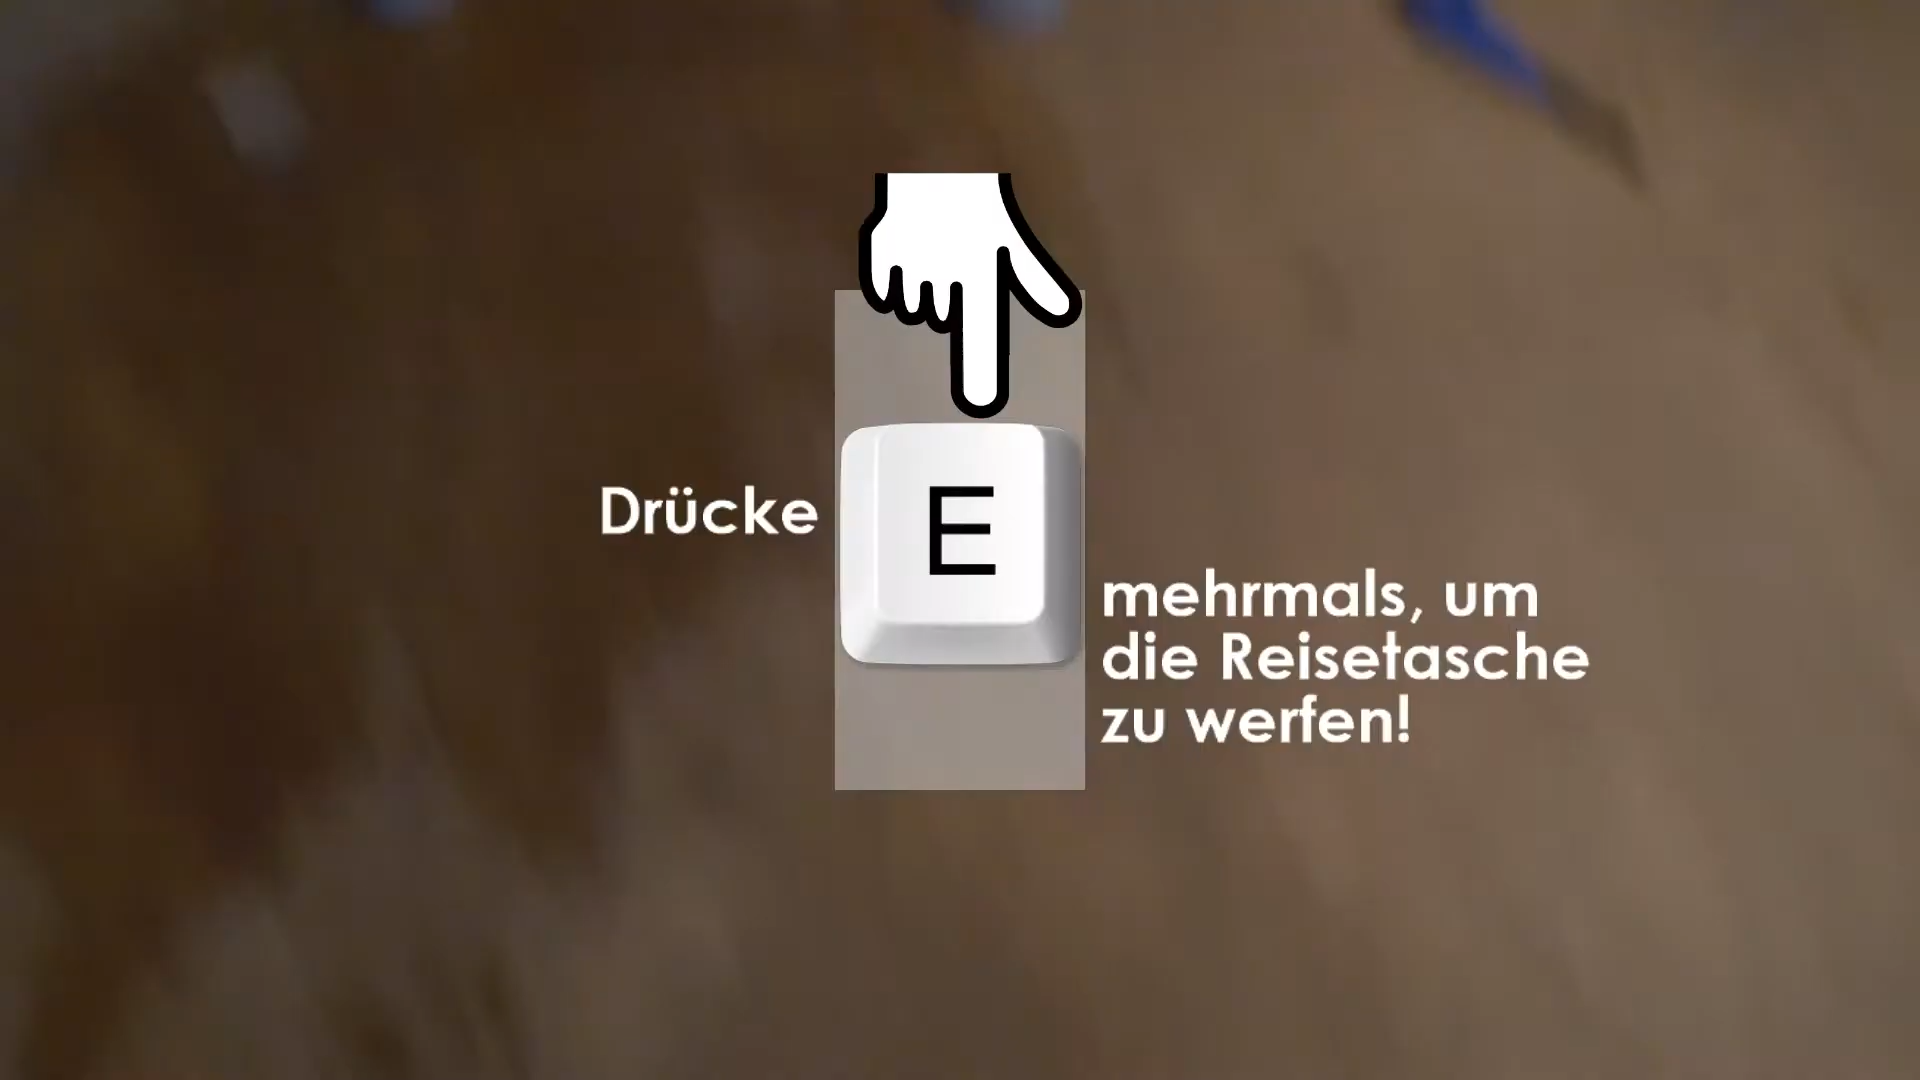 Drücke
E
mehrmals, um
die Reisetasche
zu werfen!